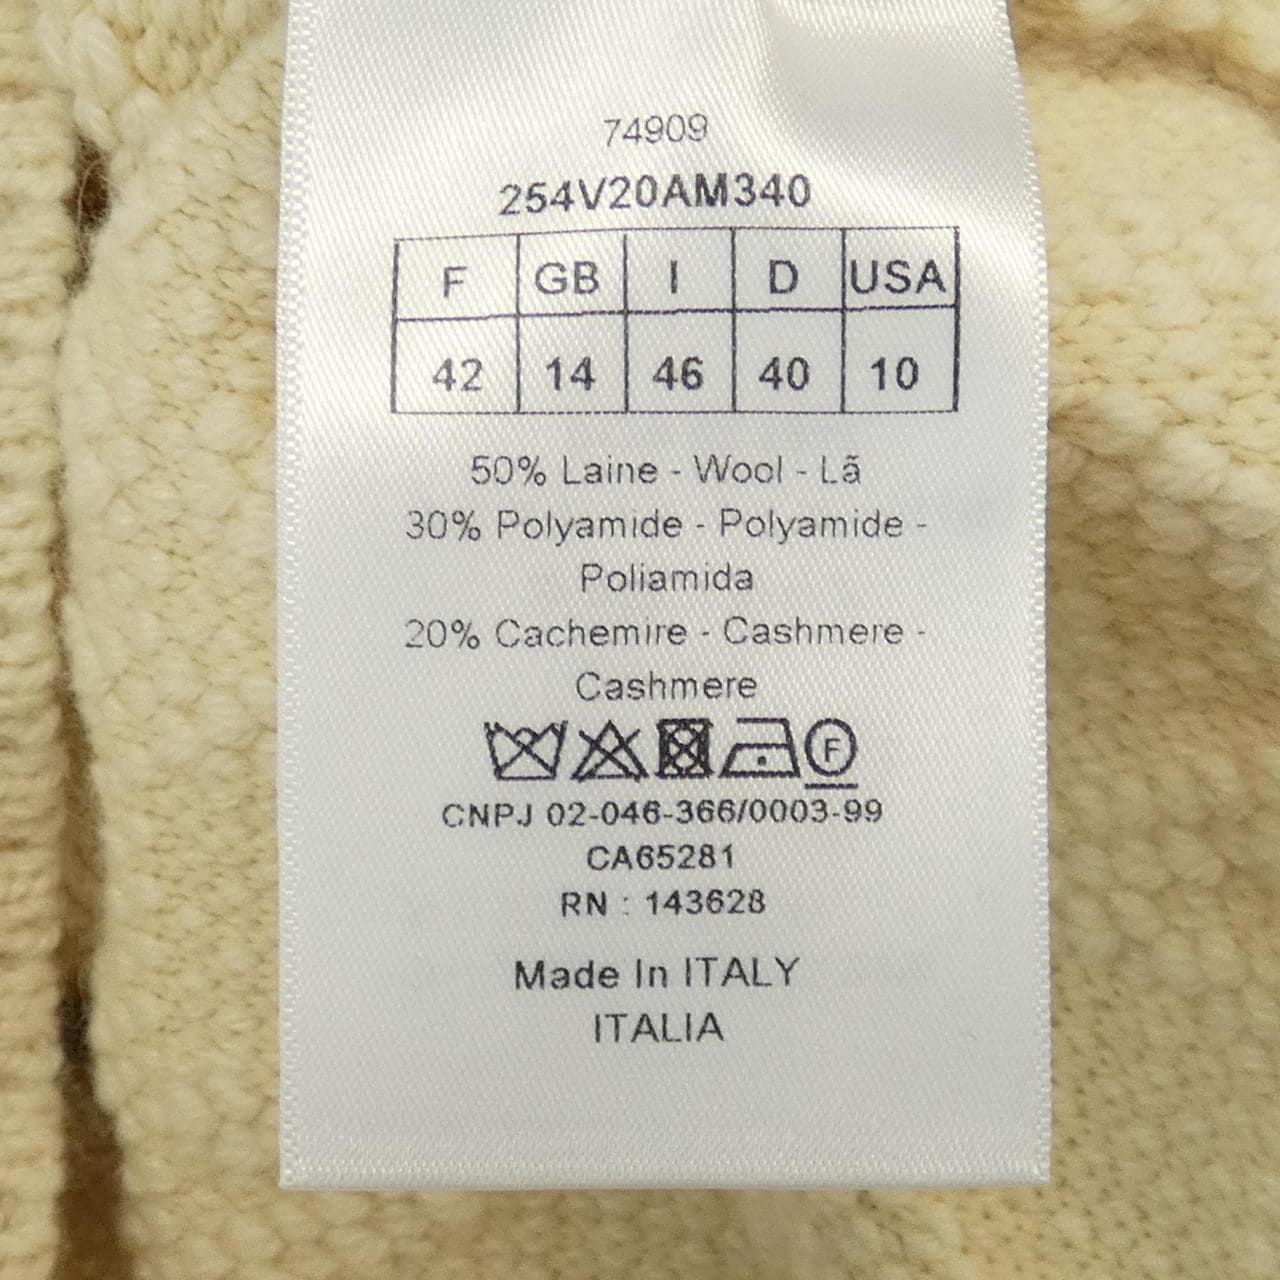 74909
254V20AM340
F GB I D USA
42 14 46 40 10
50% Laine - Wool - Lã
30% Polyamide - Polyamide -
Poliamida
20% Cachemire - Cashmere -
Cashmere
F
CNPJ 02-046-366/0003-99
CA65281
RN : 143628
Made In ITALY
ITALIA